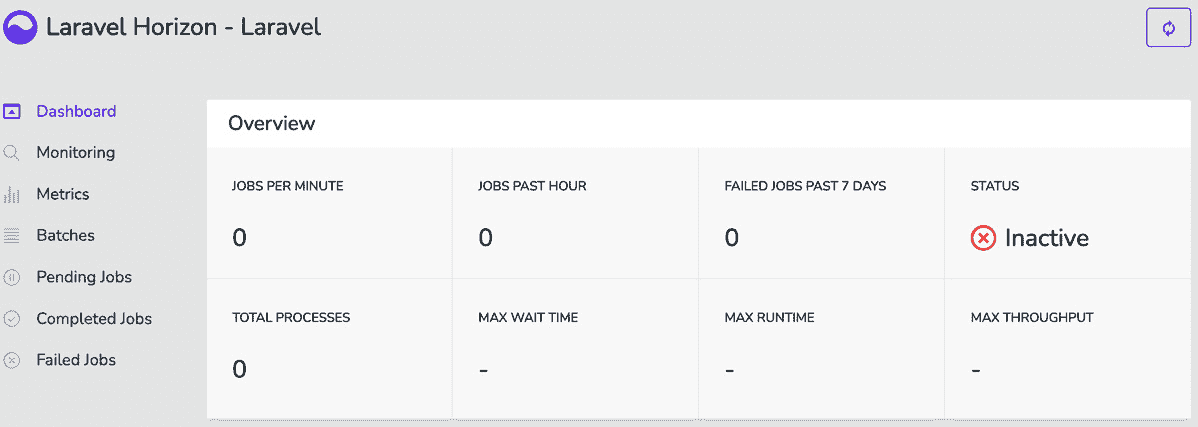 Laravel Horizon - Laravel
Dashboard
Monitoring
Metrics
Batches
Pending Jobs
Completed Jobs
Failed Jobs
Overview
JOBS PER MINUTE
0
JOBS PAST HOUR
0
FAILED JOBS PAST 7 DAYS
0
STATUS
Inactive
TOTAL PROCESSES
0
MAX WAIT TIME
-
MAX RUNTIME
-
MAX THROUGHPUT
-